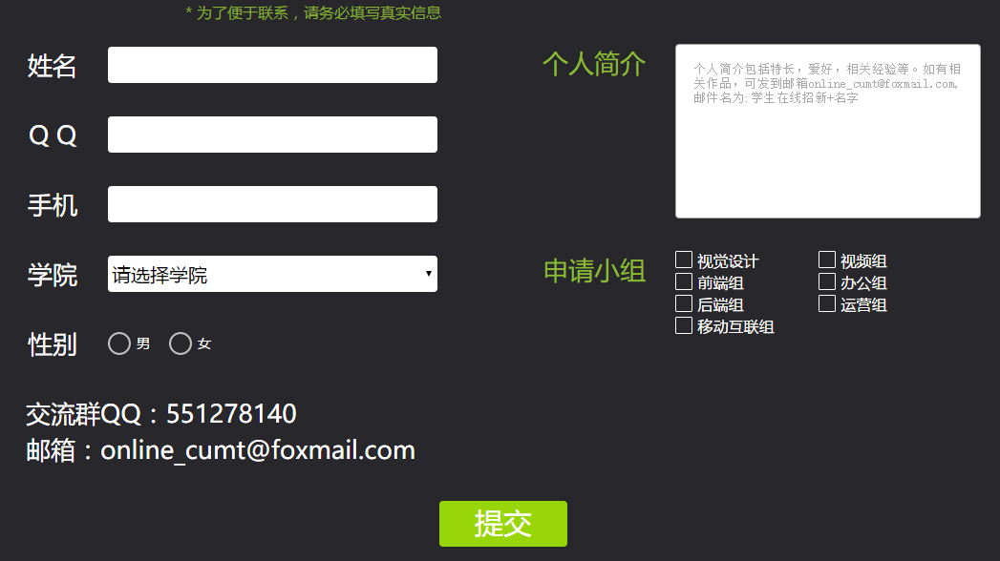 * 为了便于联系，请务必填写真实信息
姓名
Q Q
手机
学院
请选择学院
性别
男
女
交流群QQ：551278140
邮箱：online_cumt@foxmail.com
个人简介
个人简介包括特长，爱好，相关经验等。如有相
关作品，可发到邮箱online_cumt@foxmail.com,
邮件名为: 学生在线招新+名字
申请小组
视觉设计
视频组
前端组
办公组
后端组
运营组
移动互联组
提交